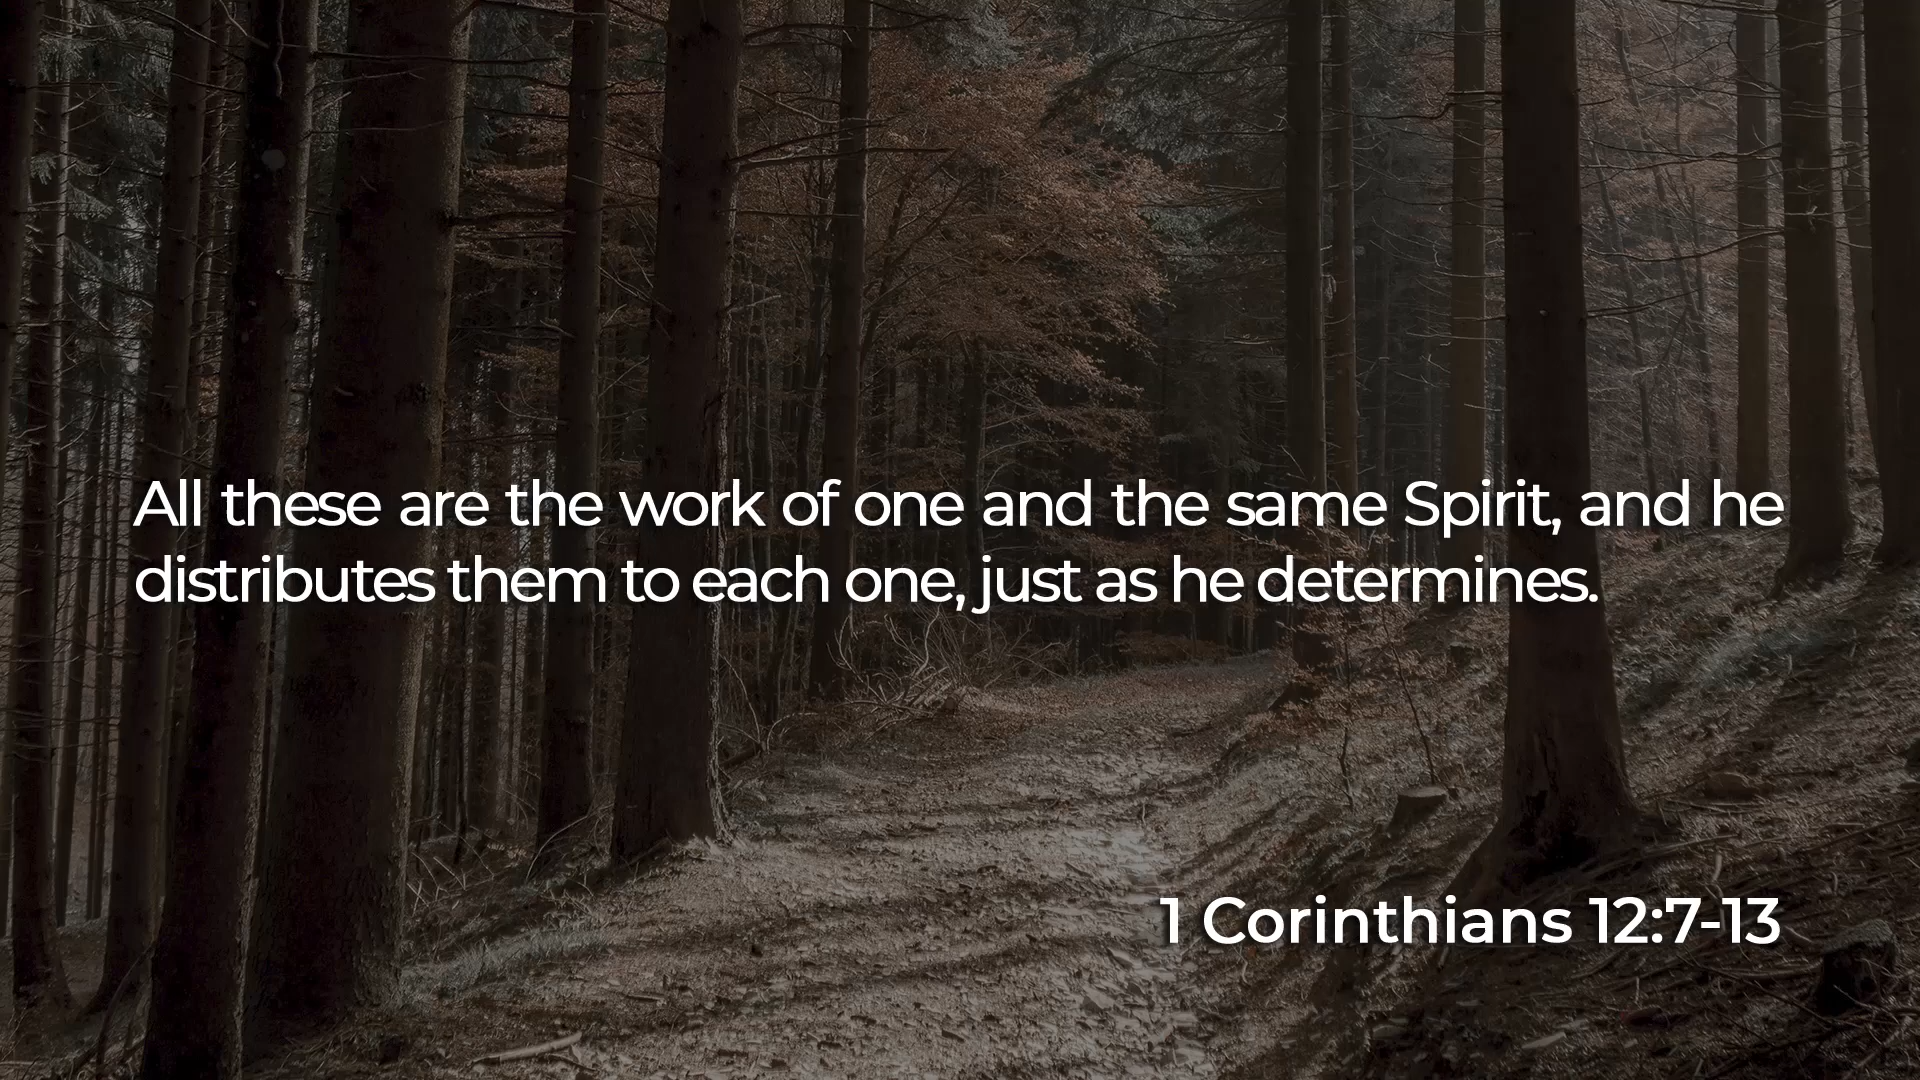 All these are the work of one and the same Spirit, and he
distributes them to each one, just as he determines.
1 Corinthians 12:7-13